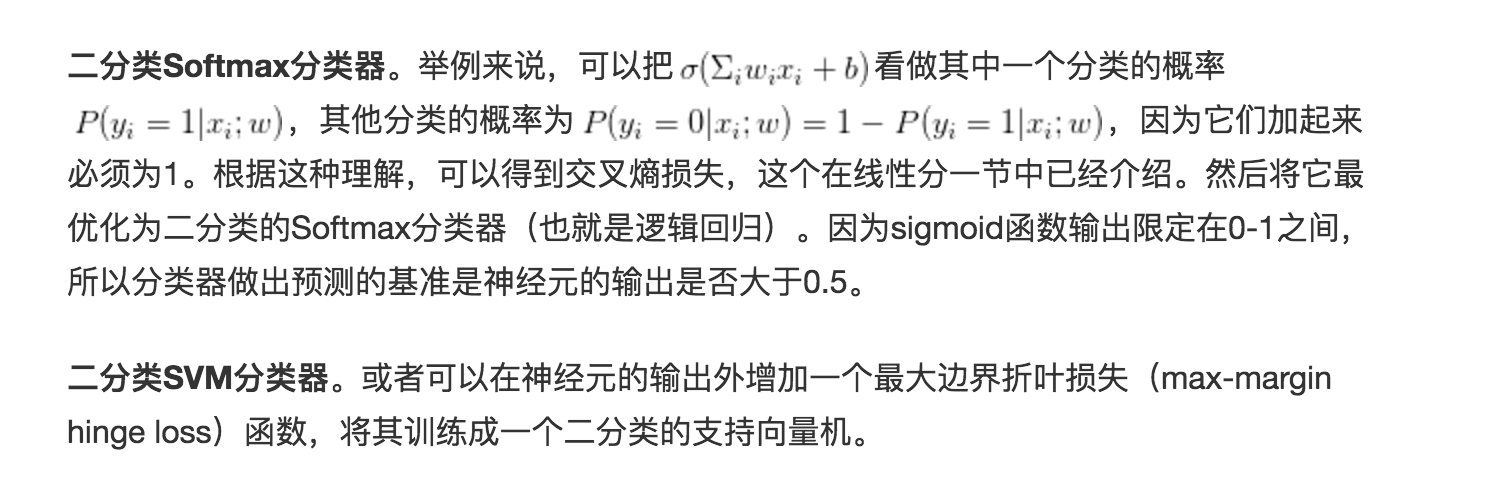 二分类Softmax分类器。举例来说，可以把 σ(Σᵢwᵢxᵢ + b)看做其中一个分类的概率
P(yᵢ = 1|xᵢ; w)，其他分类的概率为 P(yᵢ = 0|xᵢ; w) = 1 − P(yᵢ = 1|xᵢ; w)，因为它们加起来
必须为1。根据这种理解，可以得到交叉熵损失，这个在线性分一节中已经介绍。然后将它最
优化为二分类的Softmax分类器（也就是逻辑回归）。因为sigmoid函数输出限定在0-1之间，
所以分类器做出预测的基准是神经元的输出是否大于0.5。
二分类SVM分类器。或者可以在神经元的输出外增加一个最大边界折叶损失（max-margin
hinge loss）函数，将其训练成一个二分类的支持向量机。